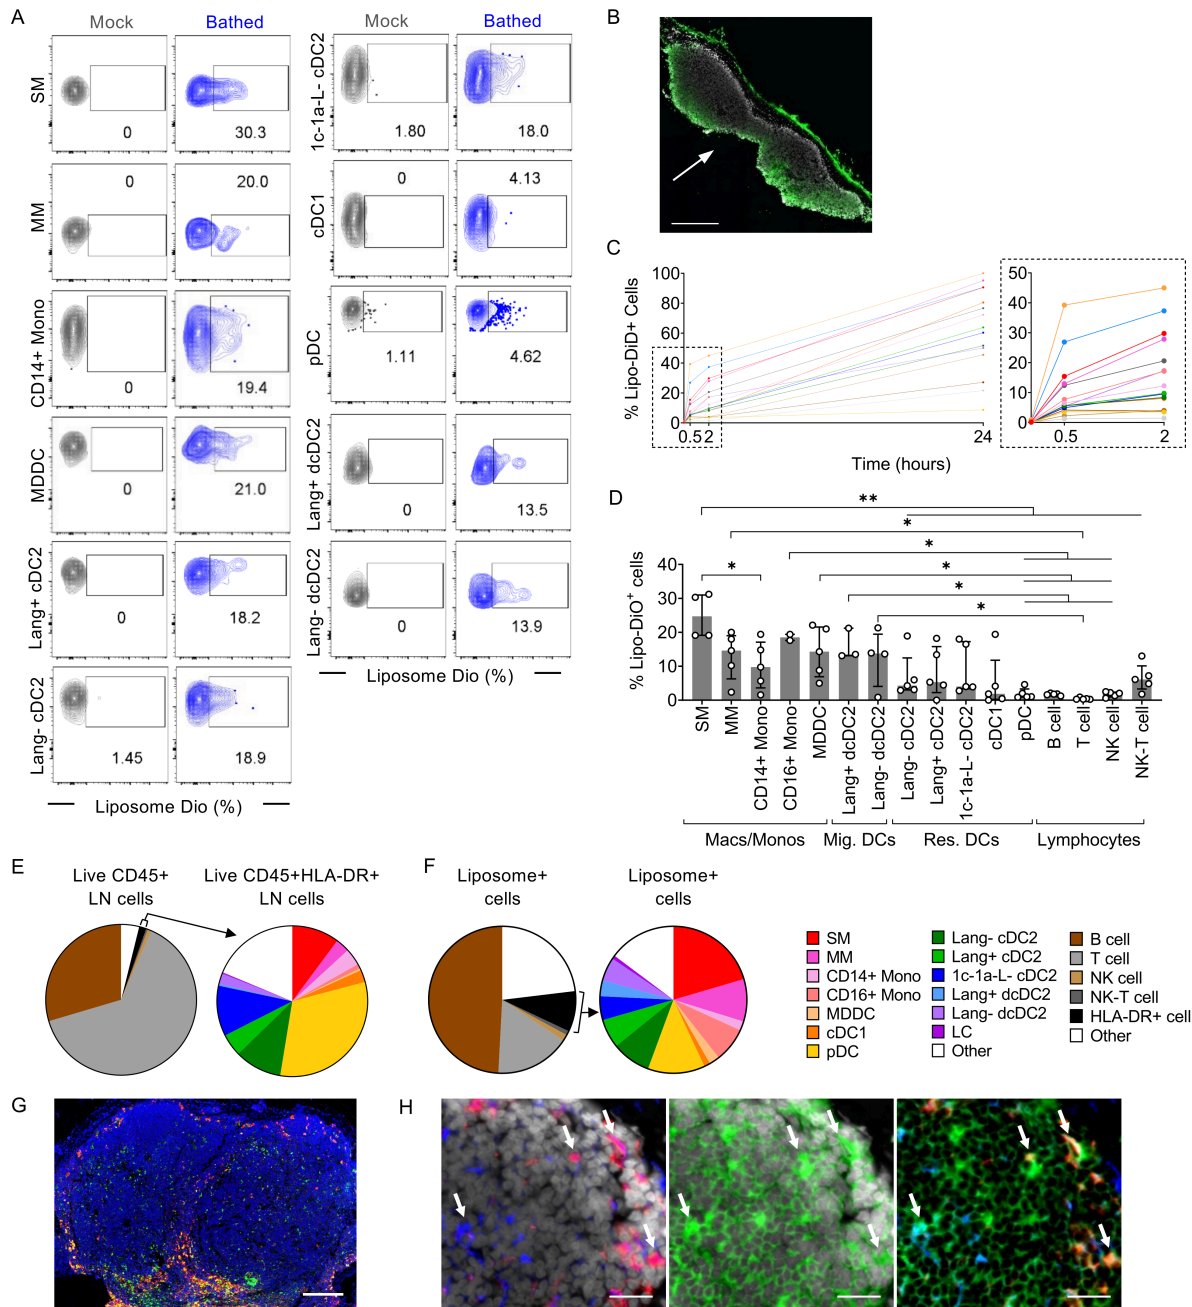 A
Mock
Bathed
Mock
Bathed
SM
0
30.3
1c-1a-L- cDC2
1.80
18.0
MM
0
20.0
cDC1
0
4.13
CD14+ Mono
0
19.4
pDC
1.11
4.62
MDDC
0
21.0
Lang+ dcDC2
0
13.5
Lang+ cDC2
0
18.2
Lang- dcDC2
0
13.9
Liposome Dio (%)
Lang- cDC2
1.45
18.9
Liposome Dio (%)
B
C
% Lipo-DiD+ Cells
100
80
60
40
20
0
0.5
2
24
50
40
30
20
10
0
0.5
2
Time (hours)
D
**
*
*
*
*
*
*
% Lipo-DiO+ cells
40
30
20
10
0
SM
MM
CD14+ Mono
CD16+ Mono
MDDC
Lang+ dcDC2
Lang- dcDC2
Lang- cDC2
Lang+ cDC2
1c-1a-L- cDC2
cDC1
pDC
B cell
T cell
NK cell
NK-T cell
Macs/Monos
Mig. DCs
Res. DCs
Lymphocytes
E
Live CD45+
LN cells
Live CD45+HLA-DR+
LN cells
F
Liposome+
cells
Liposome+
cells
SM
MM
CD14+ Mono
CD16+ Mono
MDDC
cDC1
pDC
Lang- cDC2
Lang+ cDC2
1c-1a-L- cDC2
Lang+ dcDC2
Lang- dcDC2
LC
Other
B cell
T cell
NK cell
NK-T cell
HLA-DR+ cell
Other
G
H